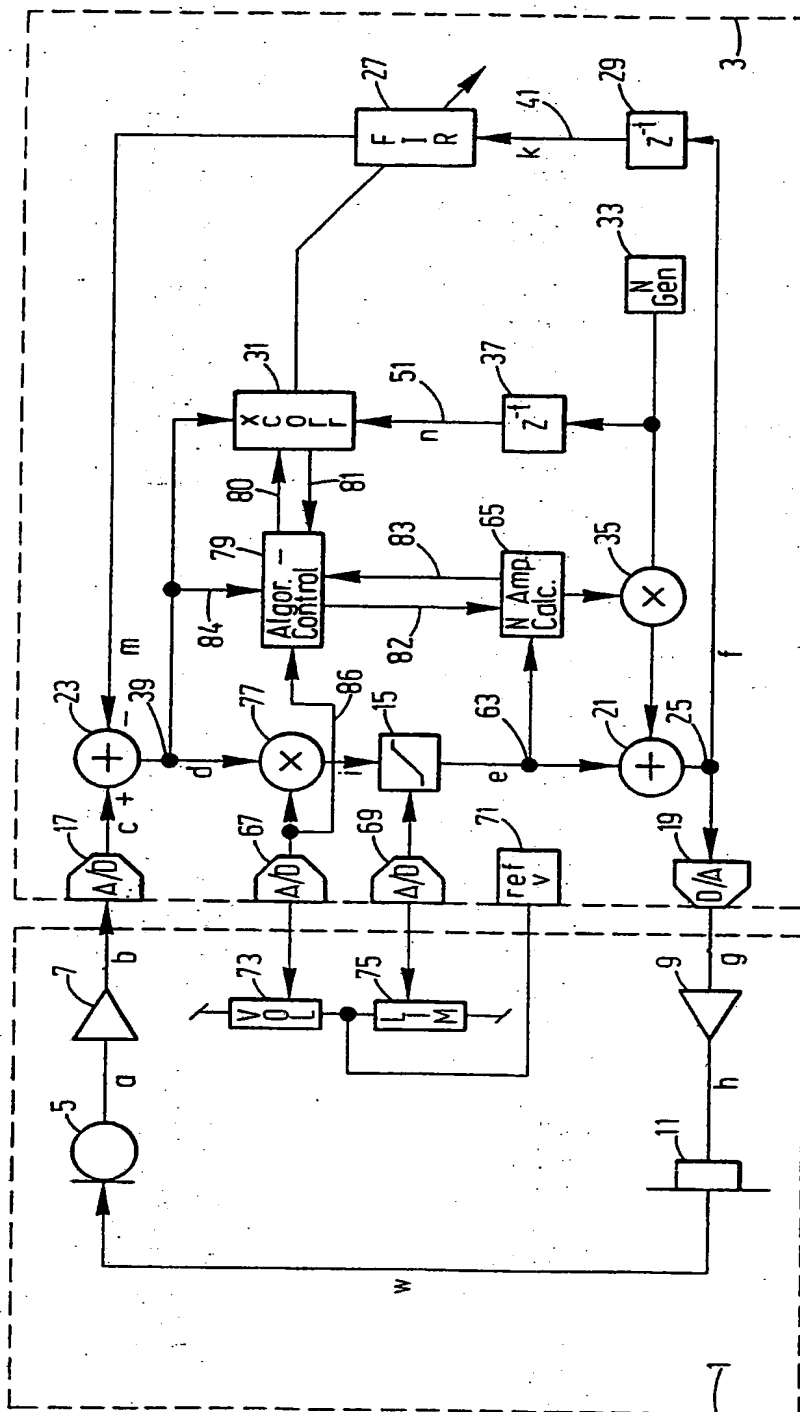 3
27
F I R
41
k
29
Z-t
33
N Gen
31
X C O r r
51
n
37
Z-t
80
81
79
Algor. –
Control
83
82
84
65
N Amp.
Calc.
35
X
m
f
23
+
–
39
d
77
X
86
i
15
e
63
21
+
25
c
+
17
A/D
67
A/D
69
A/D
71
ref
v
19
D/A
b
7
a
5
73
V O L
75
L I M
g
9
h
11
w
1